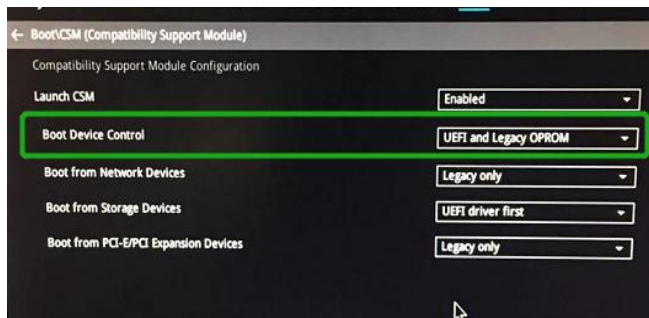 Boot\CSM (Compatibility Support Module)
Compatibility Support Module Configuration
Launch CSM Enabled
Boot Device Control UEFI and Legacy OPROM
Boot from Network Devices Legacy only
Boot from Storage Devices UEFI driver first
Boot from PCI-E/PCI Expansion Devices Legacy only